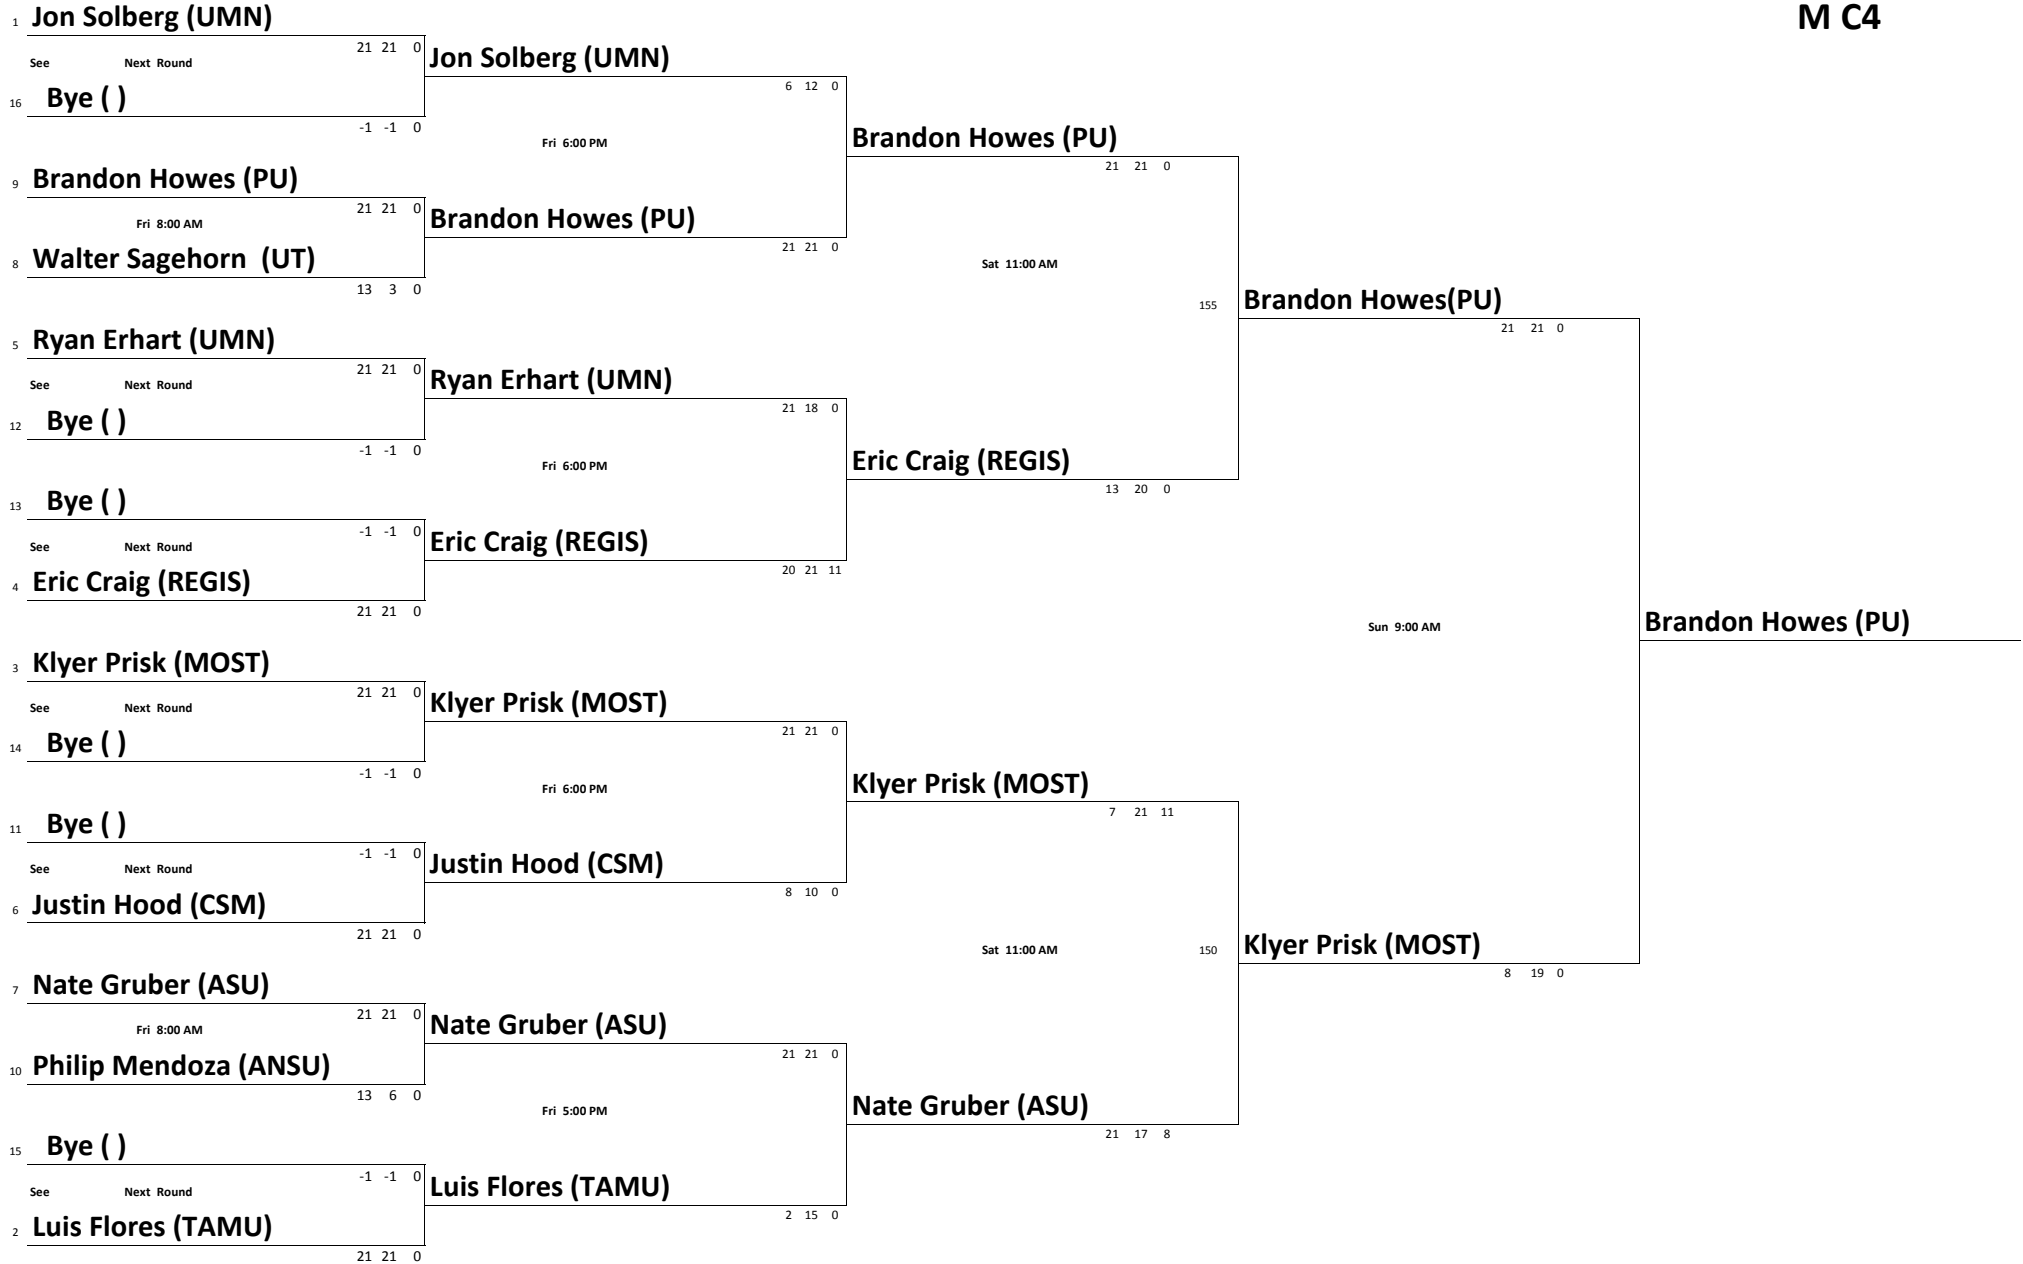 M C4
1 Jon Solberg (UMN)
21 21 0
See Next Round
16 Bye ( )
-1 -1 0
9 Brandon Howes (PU)
21 21 0
Fri 8:00 AM
8 Walter Sagehorn (UT)
13 3 0
5 Ryan Erhart (UMN)
21 21 0
See Next Round
12 Bye ( )
-1 -1 0
13 Bye ( )
-1 -1 0
See Next Round
4 Eric Craig (REGIS)
21 21 0
3 Klyer Prisk (MOST)
21 21 0
See Next Round
14 Bye ( )
-1 -1 0
11 Bye ( )
-1 -1 0
See Next Round
6 Justin Hood (CSM)
21 21 0
7 Nate Gruber (ASU)
21 21 0
Fri 8:00 AM
10 Philip Mendoza (ANSU)
13 6 0
15 Bye ( )
-1 -1 0
See Next Round
2 Luis Flores (TAMU)
21 21 0
Jon Solberg (UMN)
6 12 0
Fri 6:00 PM
Brandon Howes (PU)
21 21 0
Ryan Erhart (UMN)
21 18 0
Fri 6:00 PM
Eric Craig (REGIS)
20 21 11
Klyer Prisk (MOST)
21 21 0
Fri 6:00 PM
Justin Hood (CSM)
8 10 0
Nate Gruber (ASU)
21 21 0
Fri 5:00 PM
Luis Flores (TAMU)
2 15 0
Brandon Howes (PU)
21 21 0
Sat 11:00 AM
155
Eric Craig (REGIS)
13 20 0
Klyer Prisk (MOST)
7 21 11
Sat 11:00 AM
150
Nate Gruber (ASU)
21 17 8
Brandon Howes(PU)
21 21 0
Sun 9:00 AM
Klyer Prisk (MOST)
8 19 0
Brandon Howes (PU)